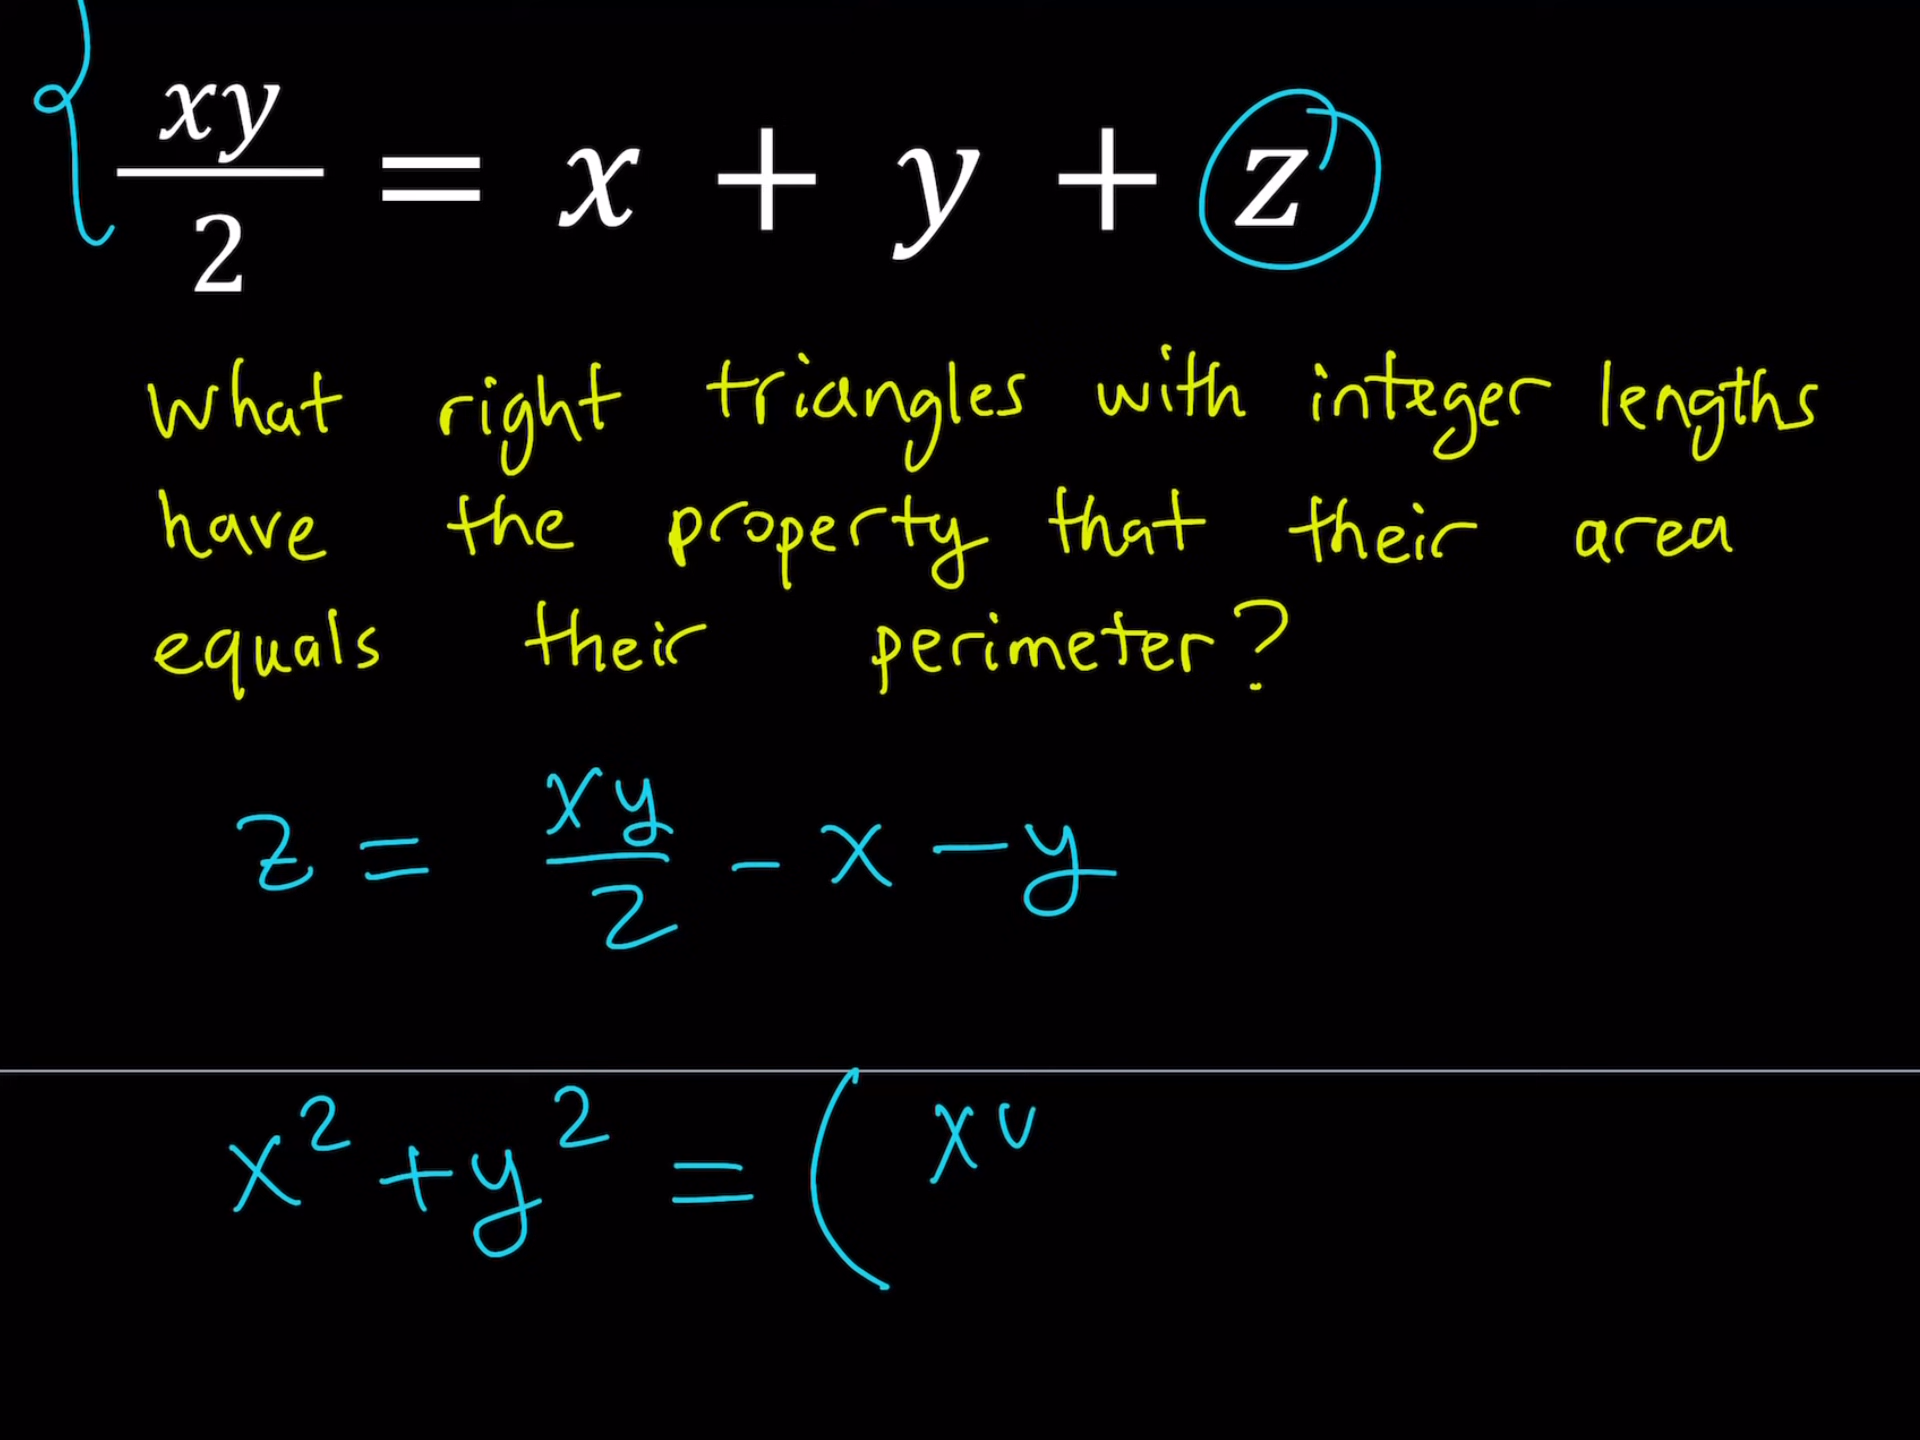 xy/2 = x + y + z
What right triangles with integer lengths
have the property that their area
equals their perimeter?
z = xy/2 - x - y
x² + y² = ( x